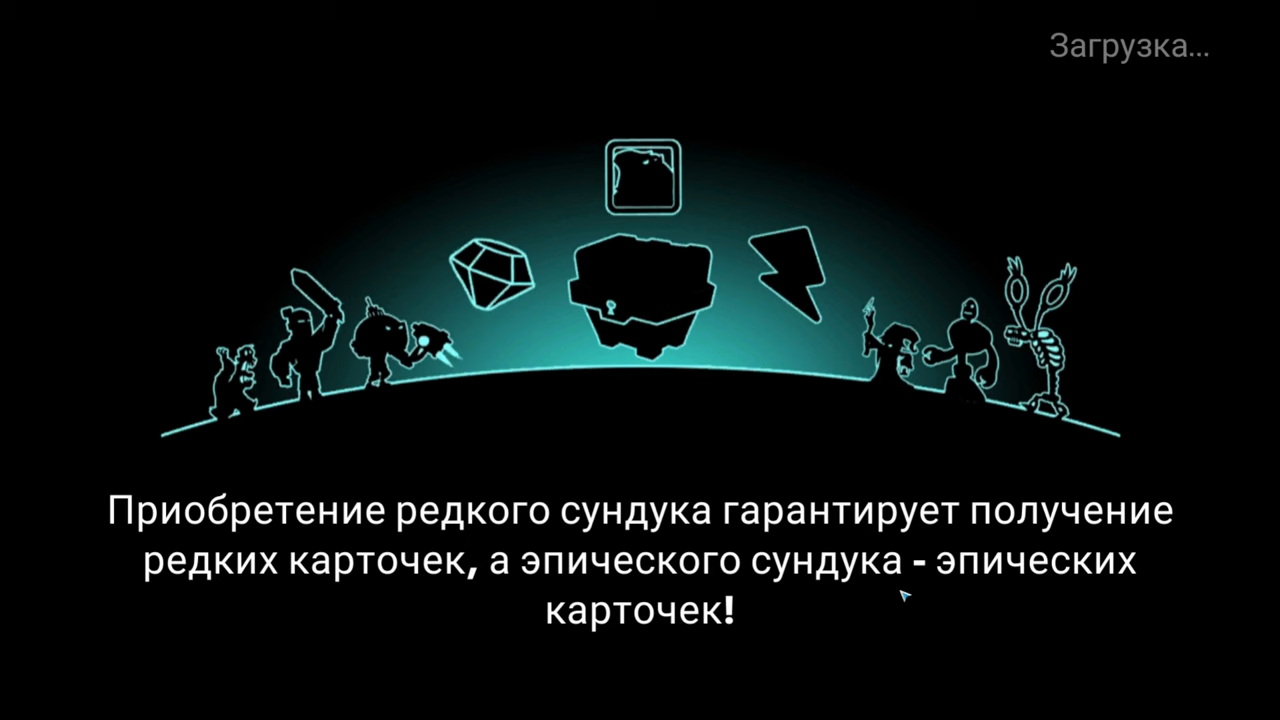 Загрузка...
Приобретение редкого сундука гарантирует получение
редких карточек, а эпического сундука - эпических
карточек!